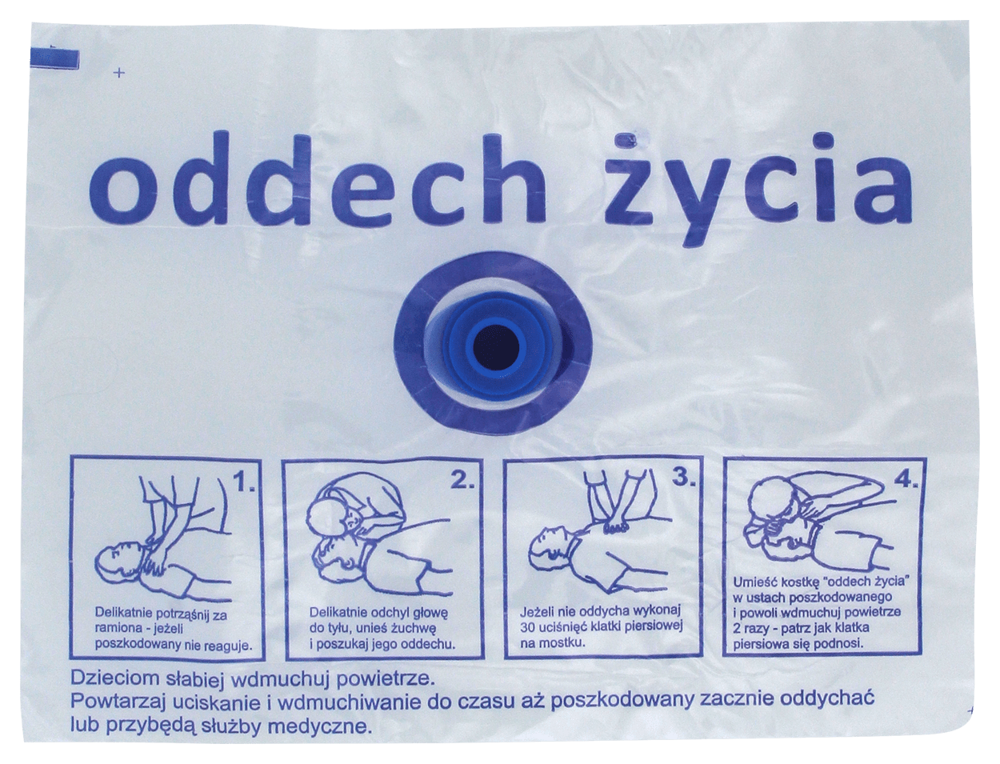 oddech życia
1.
Delikatnie potrząśnij za
ramiona - jeżeli
poszkodowany nie reaguje.
2.
Delikatnie odchyl głowę
do tyłu, unieś żuchwę
i poszukaj jego oddechu.
3.
Jeżeli nie oddycha wykonaj
30 uciśnięć klatki piersiowej
na mostku.
4.
Umieść kostkę "oddech życia"
w ustach poszkodowanego
i powoli wdmuchuj powietrze
2 razy - patrz jak klatka
piersiowa się podnosi.
Dzieciom słabiej wdmuchuj powietrze.
Powtarzaj uciskanie i wdmuchiwanie do czasu aż poszkodowany zacznie oddychać
lub przybędą służby medyczne.